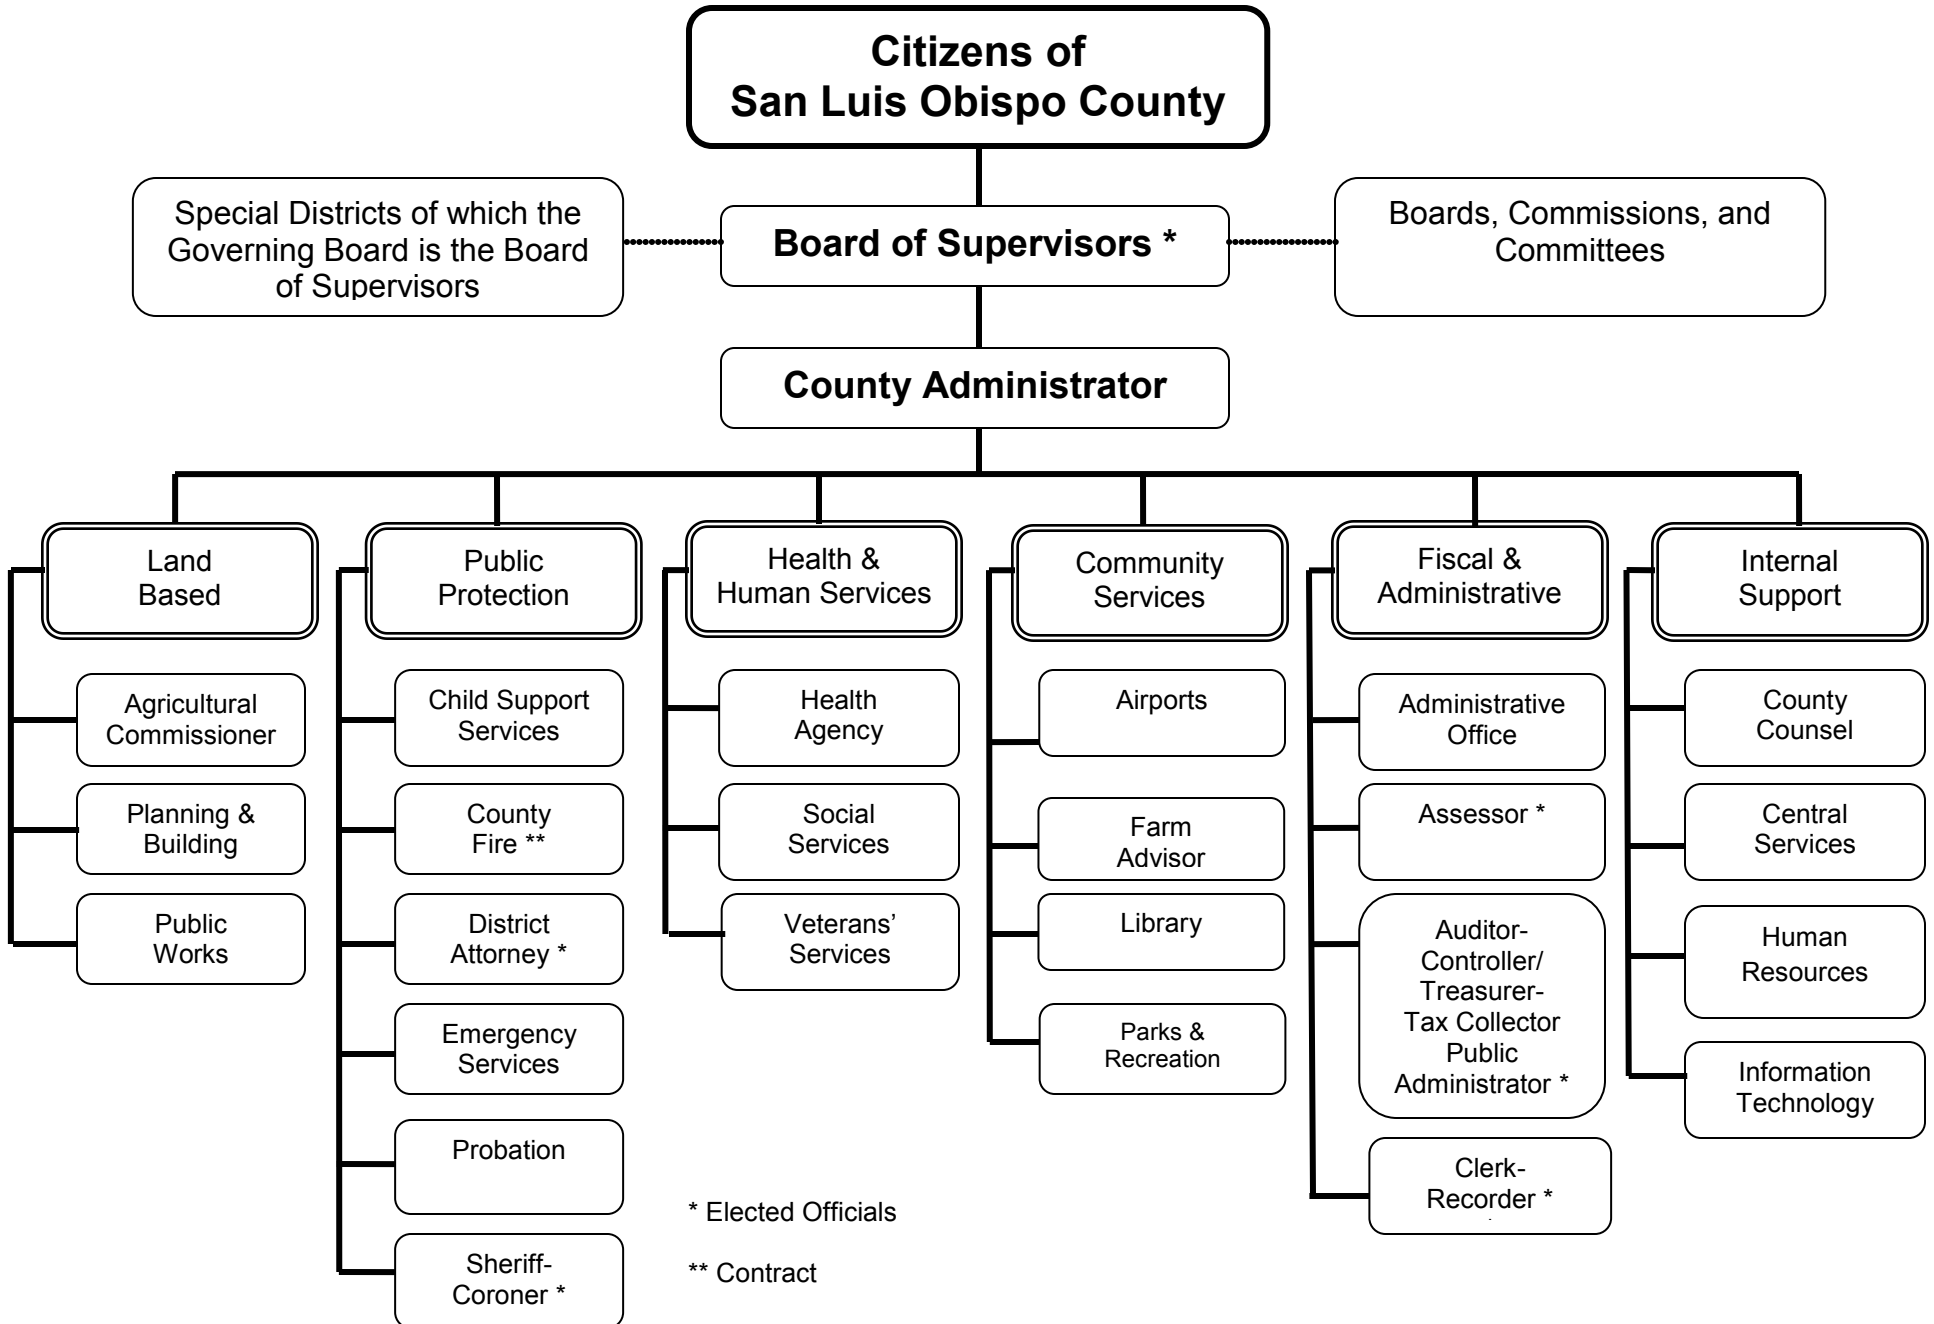 Citizens of
San Luis Obispo County
Special Districts of which the
Governing Board is the Board
of Supervisors
Board of Supervisors *
Boards, Commissions, and
Committees
County Administrator
Land
Based
Agricultural
Commissioner
Planning &
Building
Public
Works
Public
Protection
Child Support
Services
County
Fire **
District
Attorney *
Emergency
Services
Probation
Sheriff-
Coroner *
Health &
Human Services
Health
Agency
Social
Services
Veterans’
Services
Community
Services
Airports
Farm
Advisor
Library
Parks &
Recreation
Fiscal &
Administrative
Administrative
Office
Assessor *
Auditor-
Controller/
Treasurer-
Tax Collector
Public
Administrator *
Clerk-
Recorder *
Internal
Support
County
Counsel
Central
Services
Human
Resources
Information
Technology
* Elected Officials
** Contract